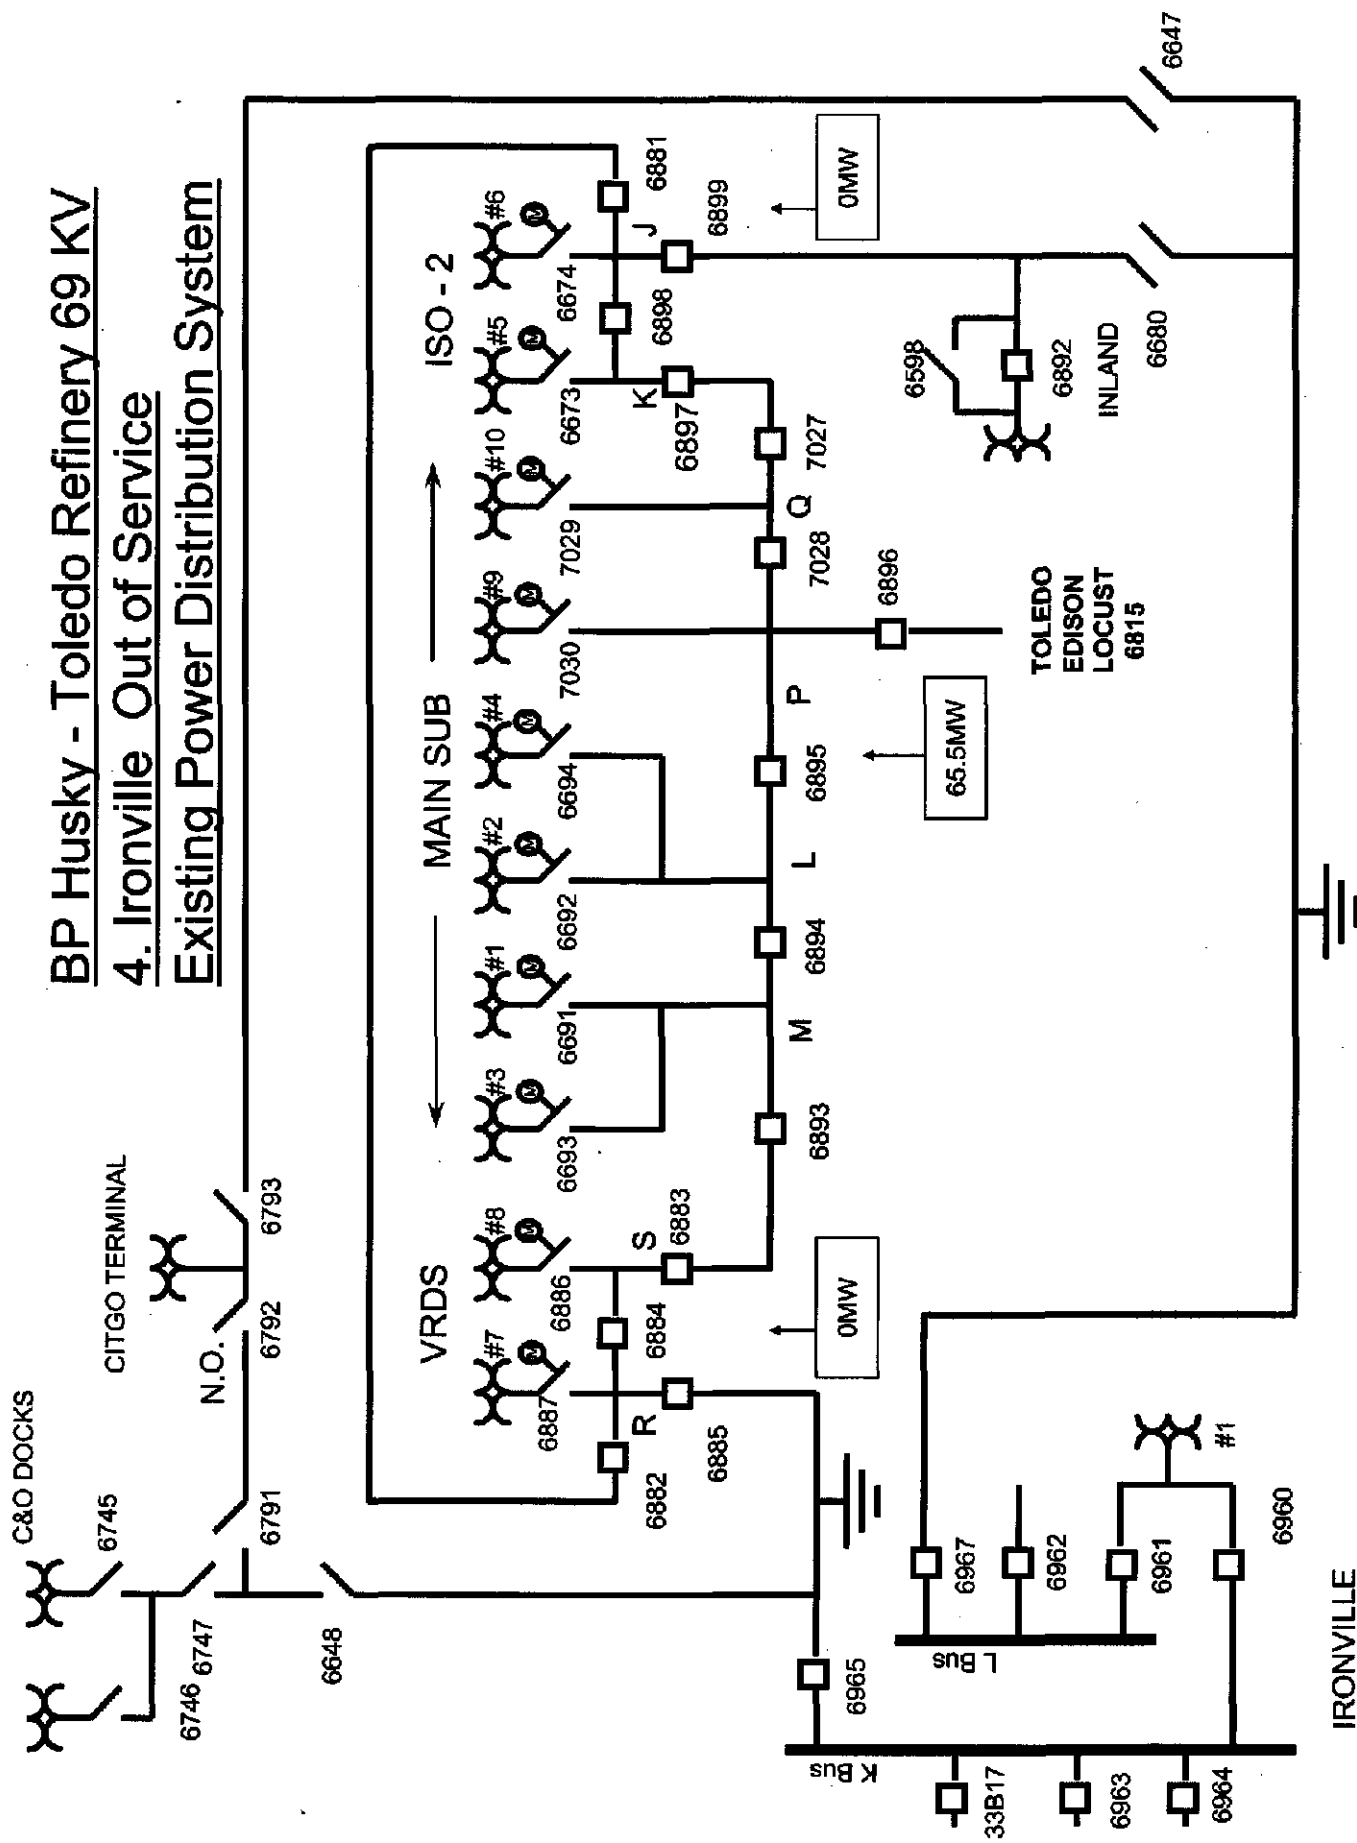 BP Husky - Toledo Refinery 69 KV
4. Ironville Out of Service
Existing Power Distribution System
C&O DOCKS
CITGO TERMINAL
6745
6746
6747
6791
N.O.
6792
6793
6648
VRDS
MAIN SUB
ISO - 2
#7
#8
#3
#1
#2
#4
#9
#10
#5
#6
M
M
M
M
M
M
M
M
M
M
6887
6886
6693
6691
6692
6694
7030
7029
6673
6674
6882
R
6884
S
6898
K
J
6881
6885
6883
6897
6899
6893
M
6894
L
6895
P
7028
Q
7027
0MW
65.5MW
0MW
6896
TOLEDO
EDISON
LOCUST
6815
6598
6892
INLAND
6680
6647
6965
K Bus
L Bus
6967
6962
6961
#1
6960
33B17
6963
6964
IRONVILLE